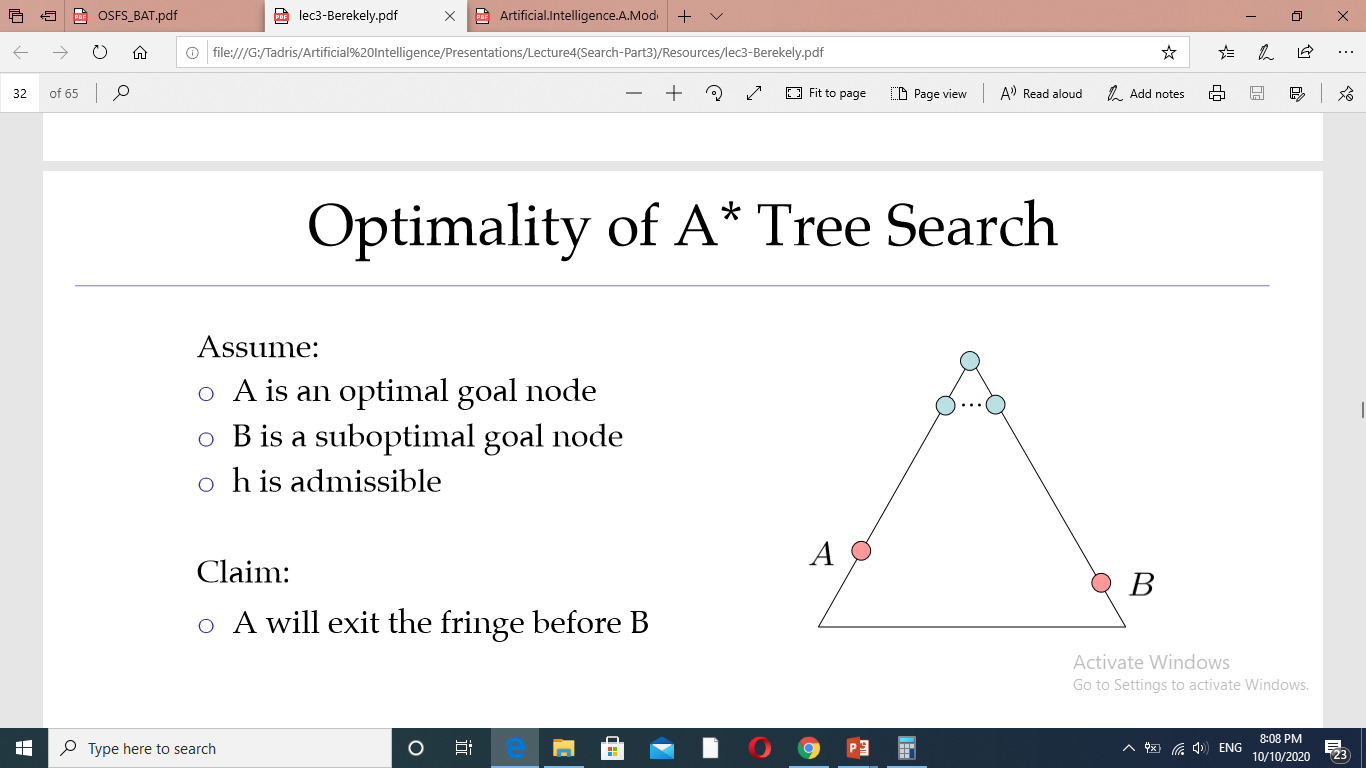 OSFS_BAT.pdf
lec3-Berekely.pdf
Artificial.Intelligence.A.Mod
file:///G:/Tadris/Artificial%20Intelligence/Presentations/Lecture4(Search-Part3)/Resources/lec3-Berekely.pdf
32 of 65
Fit to page
Page view
Read aloud
Add notes
Optimality of A* Tree Search
Assume:
A is an optimal goal node
B is a suboptimal goal node
h is admissible
Claim:
A will exit the fringe before B
...
A
B
Activate Windows
Go to Settings to activate Windows.
Type here to search
ENG
8:08 PM
10/10/2020
23